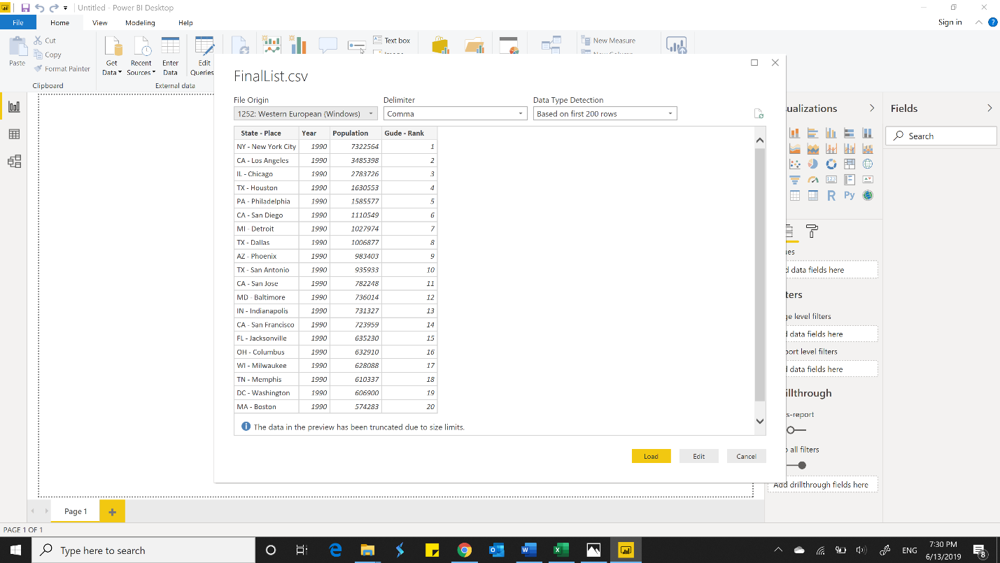 Untitled - Power BI Desktop
File Home View Modeling Help Sign in
Cut
Copy
Format Painter
Paste
Clipboard
Get Data
Recent Sources
Enter Data
Edit Queries
External data
Text box
New Measure
FinalList.csv
File Origin Delimiter Data Type Detection
1252: Western European (Windows) Comma Based on first 200 rows
State - Place Year Population Gude - Rank
NY - New York City 1990 7322564 1
CA - Los Angeles 1990 3485398 2
IL - Chicago 1990 2783726 3
TX - Houston 1990 1630553 4
PA - Philadelphia 1990 1585577 5
CA - San Diego 1990 1110549 6
MI - Detroit 1990 1027974 7
TX - Dallas 1990 1006877 8
AZ - Phoenix 1990 983403 9
TX - San Antonio 1990 935933 10
CA - San Jose 1990 782248 11
MD - Baltimore 1990 736014 12
IN - Indianapolis 1990 731327 13
CA - San Francisco 1990 723959 14
FL - Jacksonville 1990 635230 15
OH - Columbus 1990 632910 16
WI - Milwaukee 1990 628088 17
TN - Memphis 1990 610337 18
DC - Washington 1990 606900 19
MA - Boston 1990 574283 20
The data in the preview has been truncated due to size limits.
Load Edit Cancel
ualizations
R Py
ues
d data fields here
ters
ge level filters
d data fields here
ort level filters
d data fields here
illthrough
s-report
all filters
Add drillthrough fields here
Fields
Search
Page 1
PAGE 1 OF 1
Type here to search
ENG
7:30 PM
6/13/2019
8